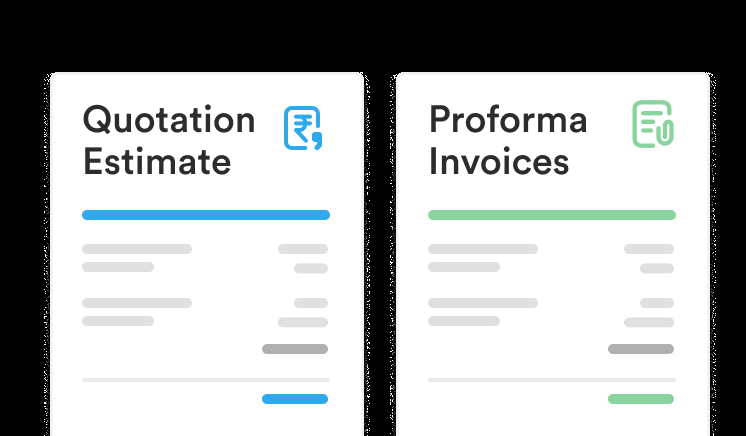 Quotation
Estimate
Proforma
Invoices